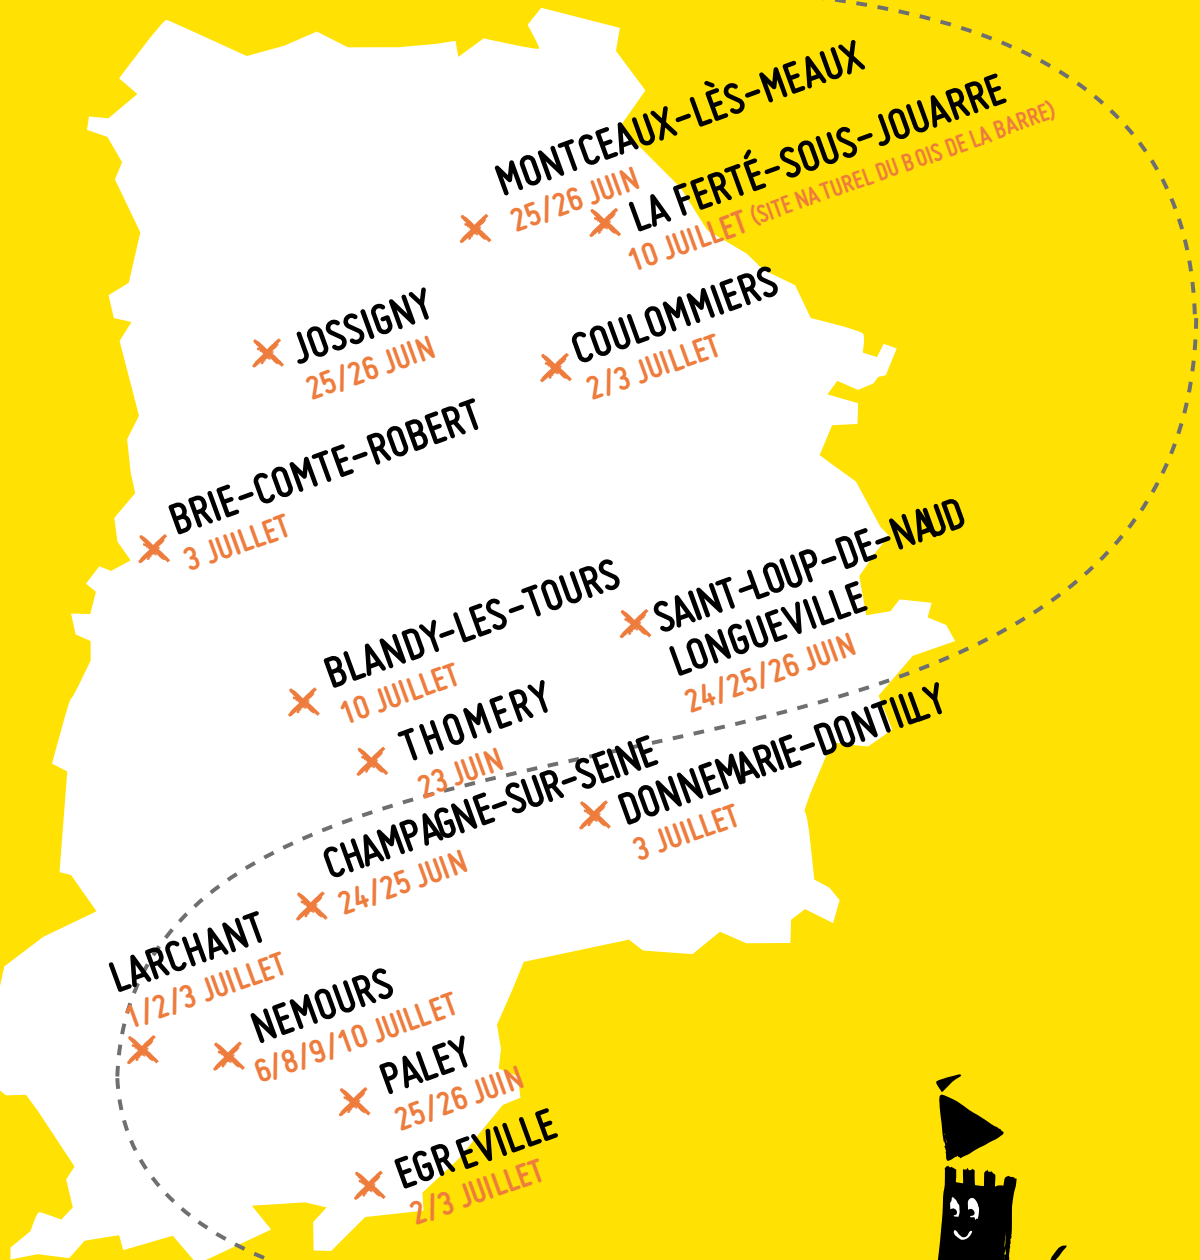 MONTCEAUX-LÈS-MEAUX
25/26 JUIN
LA FERTÉ-SOUS-JOUARRE
10 JUILLET (SITE NATUREL DU BOIS DE LA BARRE)
JOSSIGNY
25/26 JUIN
COULOMMIERS
2/3 JUILLET
BRIE-COMTE-ROBERT
3 JUILLET
SAINT-LOUP-DE-NAUD
LONGUEVILLE
24/25/26 JUIN
BLANDY-LES-TOURS
10 JUILLET
THOMERY
23 JUIN
DONNEMARIE-DONTILLY
3 JUILLET
CHAMPAGNE-SUR-SEINE
24/25 JUIN
LARCHANT
1/2/3 JUILLET
NEMOURS
6/8/9/10 JUILLET
PALEY
25/26 JUIN
EGREVILLE
2/3 JUILLET